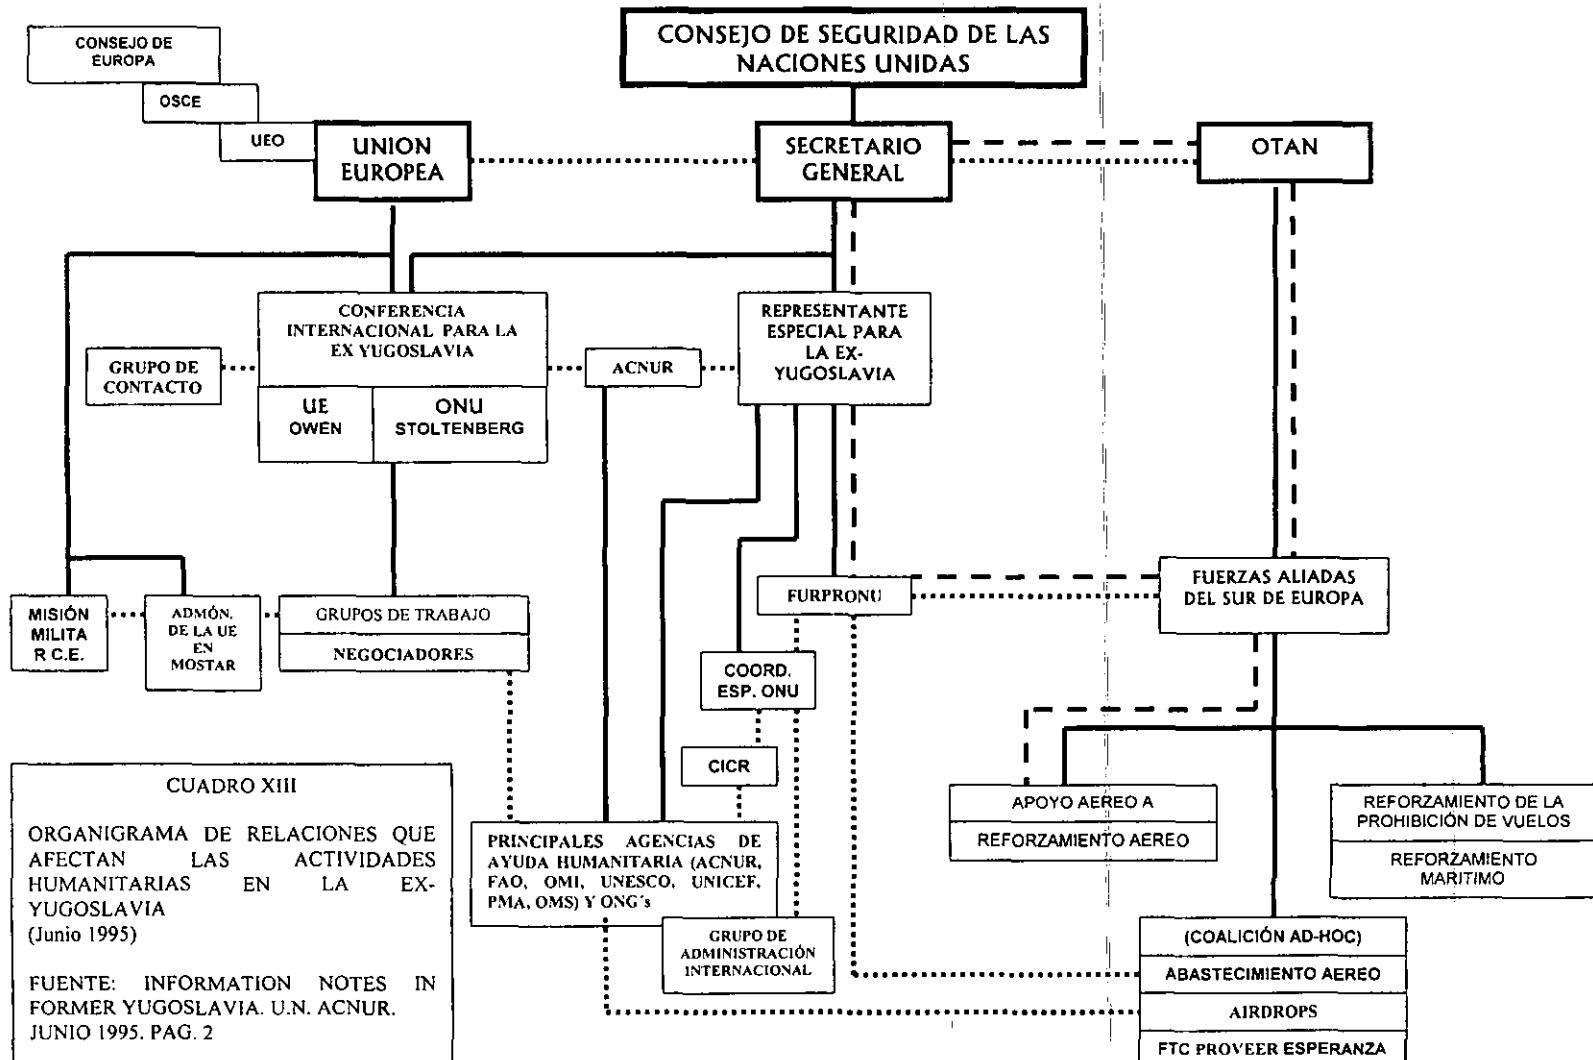 CONSEJO DE
EUROPA
OSCE
UEO
UNION
EUROPEA
CONSEJO DE SEGURIDAD DE LAS
NACIONES UNIDAS
SECRETARIO
GENERAL
OTAN
GRUPO DE
CONTACTO
CONFERENCIA
INTERNACIONAL PARA LA
EX YUGOSLAVIA
UE
OWEN
ONU
STOLTENBERG
ACNUR
REPRESENTANTE
ESPECIAL PARA
LA EX-
YUGOSLAVIA
MISIÓN
MILITA
R C.E.
ADMÓN.
DE LA UE
EN
MOSTAR
GRUPOS DE TRABAJO
NEGOCIADORES
FURPRONU
FUERZAS ALIADAS
DEL SUR DE EUROPA
COORD.
ESP. ONU
CICR
PRINCIPALES AGENCIAS DE
AYUDA HUMANITARIA (ACNUR,
FAO, OMI, UNESCO, UNICEF,
PMA, OMS) Y ONG´s
GRUPO DE
ADMINISTRACIÓN
INTERNACIONAL
APOYO AEREO A
REFORZAMIENTO AEREO
REFORZAMIENTO DE LA
PROHIBICIÓN DE VUELOS
REFORZAMIENTO
MARITIMO
(COALICIÓN AD-HOC)
ABASTECIMIENTO AEREO
AIRDROPS
FTC PROVEER ESPERANZA
CUADRO XIII
ORGANIGRAMA DE RELACIONES QUE
AFECTAN LAS ACTIVIDADES
HUMANITARIAS EN LA EX-
YUGOSLAVIA
(Junio 1995)
FUENTE: INFORMATION NOTES IN
FORMER YUGOSLAVIA. U.N. ACNUR.
JUNIO 1995. PAG. 2